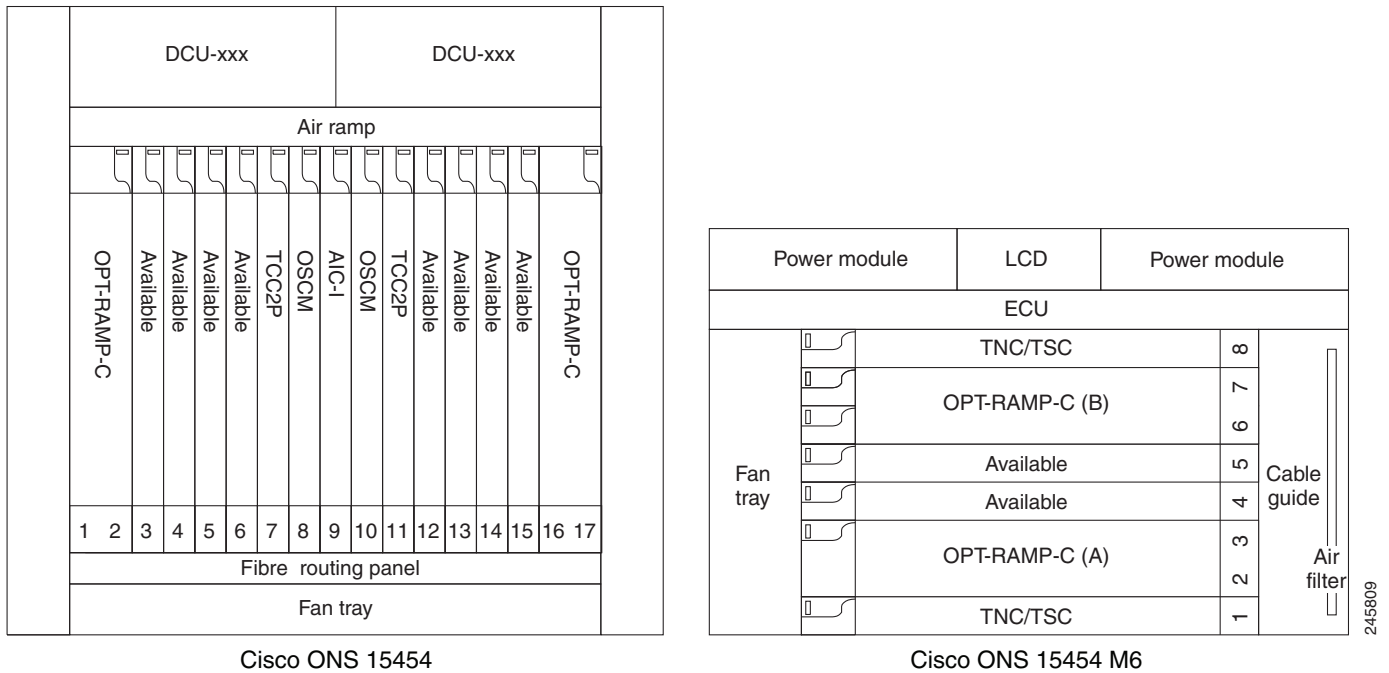 DCU-xxx DCU-xxx
Air ramp
OPT-RAMP-C
Available
Available
Available
Available
TCC2P
OSCM
AIC-I
OSCM
TCC2P
Available
Available
Available
Available
OPT-RAMP-C
1 2 3 4 5 6 7 8 9 10 11 12 13 14 15 16 17
Fibre routing panel
Fan tray
Cisco ONS 15454
Power module LCD Power module
ECU
TNC/TSC 8
OPT-RAMP-C (B) 7 6
Available 5
Available 4
OPT-RAMP-C (A) 3 2
TNC/TSC 1
Fan
tray
Cable
guide
Air
filter
245809
Cisco ONS 15454 M6